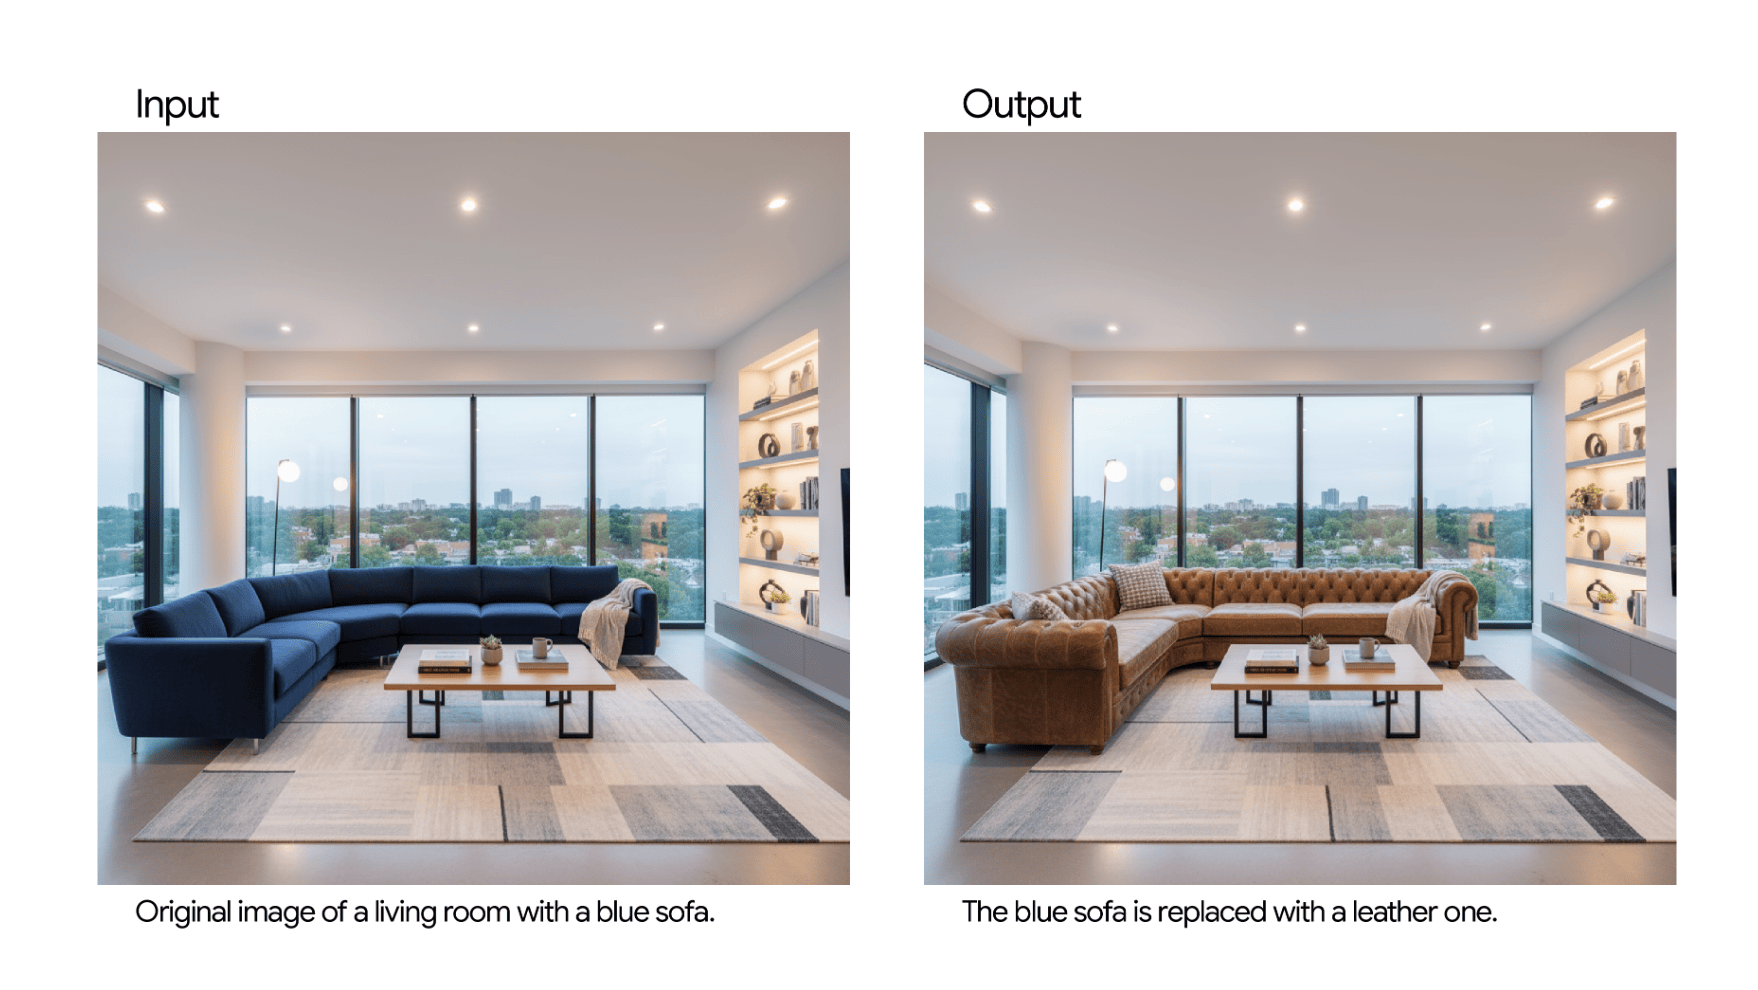 Input
Output
Original image of a living room with a blue sofa.
The blue sofa is replaced with a leather one.